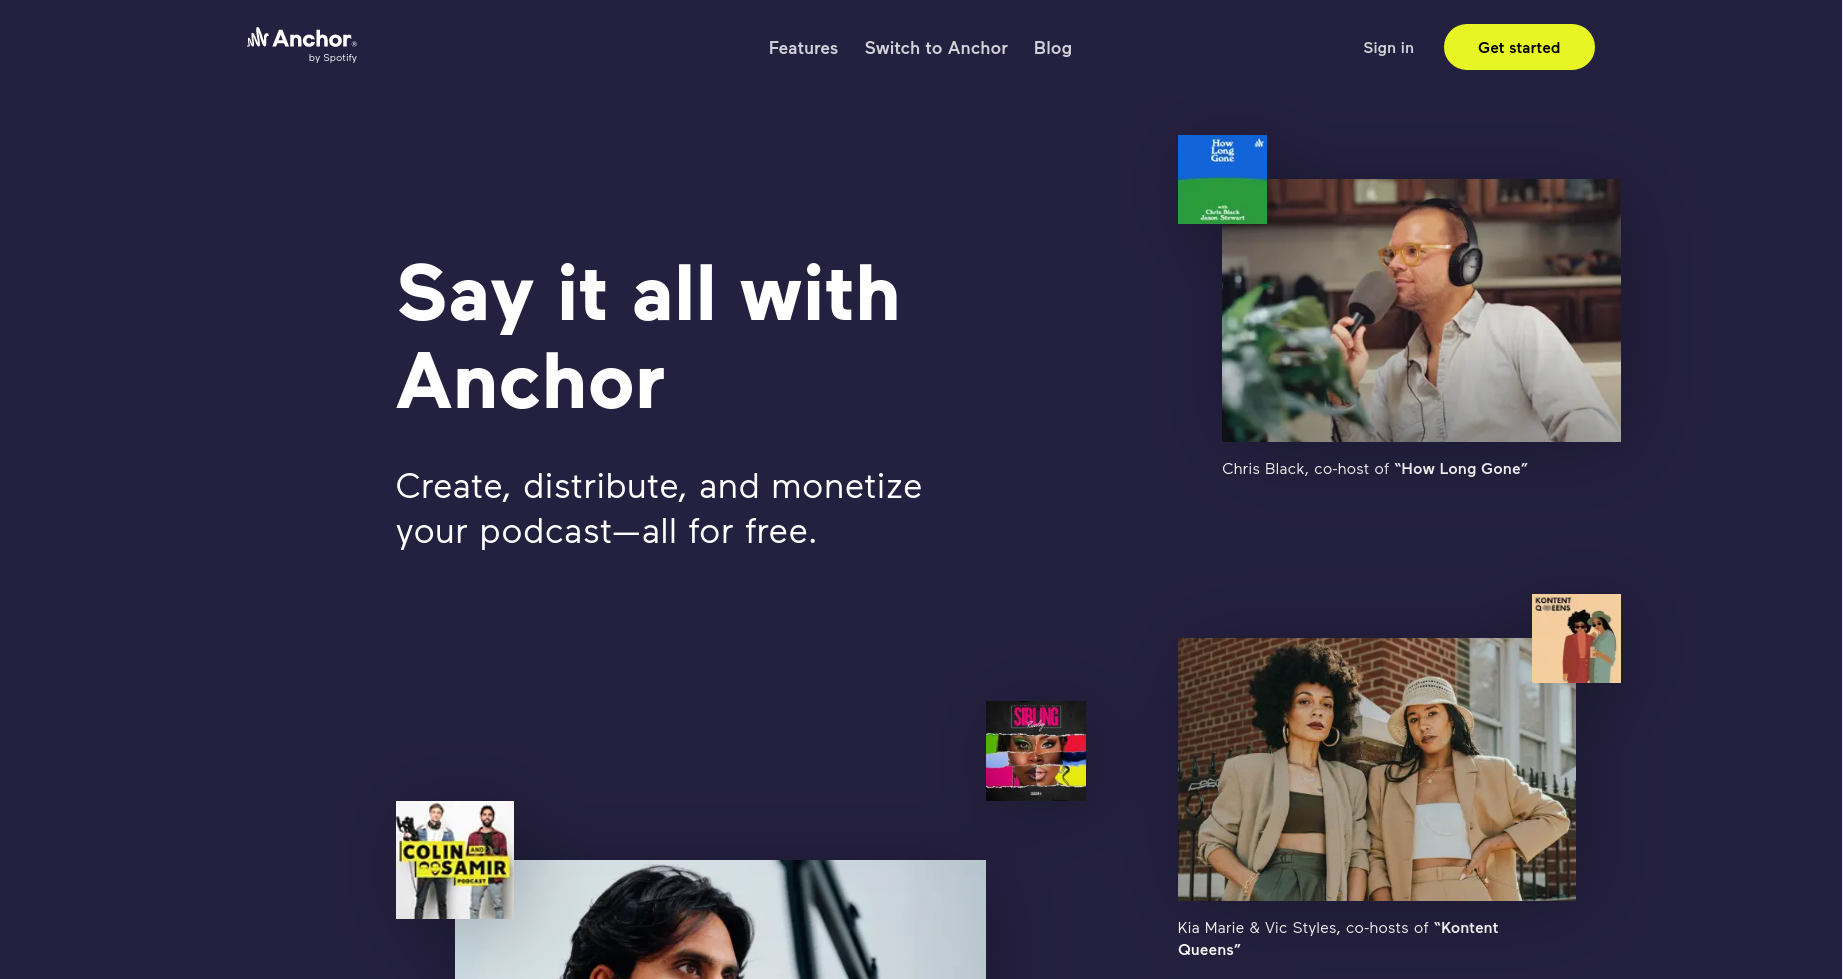 Anchor®
by Spotify
Features
Switch to Anchor
Blog
Sign in
Get started
How
Long
Gone
with
Chris Black
Jason Stewart
Say it all with
Anchor
Create, distribute, and monetize
your podcast—all for free.
Chris Black, co-host of “How Long Gone”
KONTENT
QUEENS
SIBLING
COLIN AND
SAMIR
PODCAST
Kia Marie & Vic Styles, co-hosts of “Kontent
Queens”